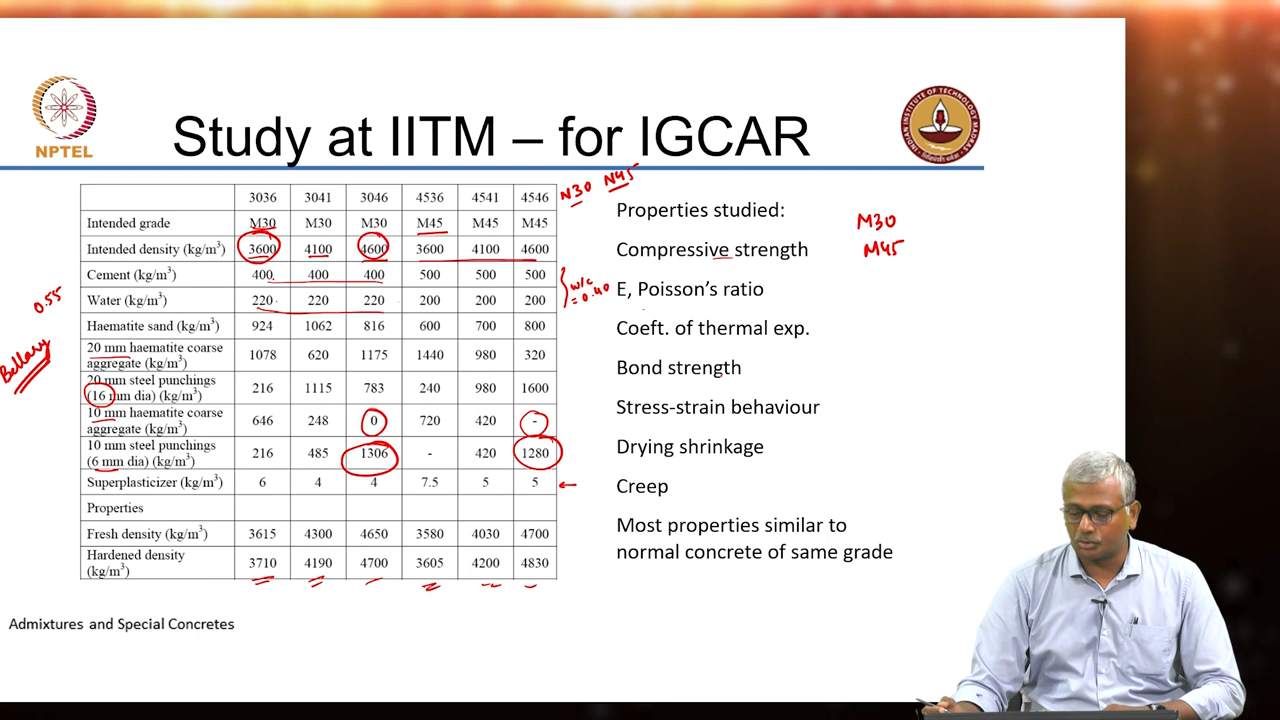 NPTEL
INDIAN INSTITUTE OF TECHNOLOGY MADRAS
Study at IITM – for IGCAR
N30 N45
3036 3041 3046 4536 4541 4546
Intended grade M30 M30 M30 M45 M45 M45
Intended density (kg/m³) 3600 4100 4600 3600 4100 4600
Cement (kg/m³) 400 400 400 500 500 500
Water (kg/m³) 220 220 220 200 200 200
w/c
= 0.40
0.55
Haematite sand (kg/m³) 924 1062 816 600 700 800
20 mm haematite coarse
aggregate (kg/m³) 1078 620 1175 1440 980 320
Bellary
20 mm steel punchings
(16 mm dia) (kg/m³) 216 1115 783 240 980 1600
10 mm haematite coarse
aggregate (kg/m³) 646 248 0 720 420 -
10 mm steel punchings
(6 mm dia) (kg/m³) 216 485 1306 - 420 1280
Superplasticizer (kg/m³) 6 4 4 7.5 5 5
Properties
Fresh density (kg/m³) 3615 4300 4650 3580 4030 4700
Hardened density
(kg/m³) 3710 4190 4700 3605 4200 4830
Properties studied:
M30
Compressive strength
M45
E, Poisson's ratio
Coeft. of thermal exp.
Bond strength
Stress-strain behaviour
Drying shrinkage
Creep
Most properties similar to
normal concrete of same grade
Admixtures and Special Concretes